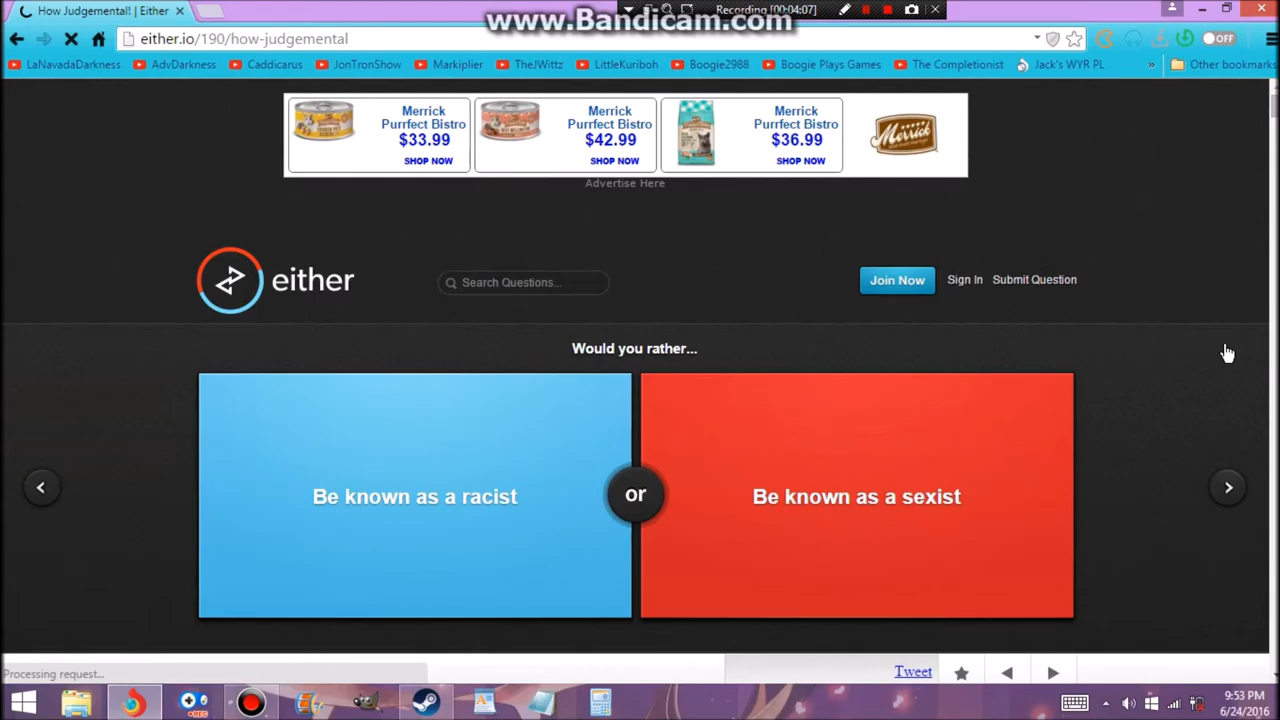 www.Bandicam.com
Recording [00:04:07]
How Judgemental! | Either
either.io/190/how-judgemental
OFF
LaNavadaDarkness
AdvDarkness
Caddicarus
JonTronShow
Markiplier
TheJWittz
LittleKuriboh
Boogie2988
Boogie Plays Games
The Completionist
Jack's WYR PL
»
Other bookmarks
Merrick
Purrfect Bistro
$33.99
SHOP NOW
Merrick
Purrfect Bistro
$42.99
SHOP NOW
Merrick
Purrfect Bistro
$36.99
SHOP NOW
Merrick
Advertise Here
either
Search Questions...
Join Now
Sign In
Submit Question
Would you rather...
Be known as a racist
or
Be known as a sexist
Processing request...
Tweet
REC
9:53 PM
6/24/2016